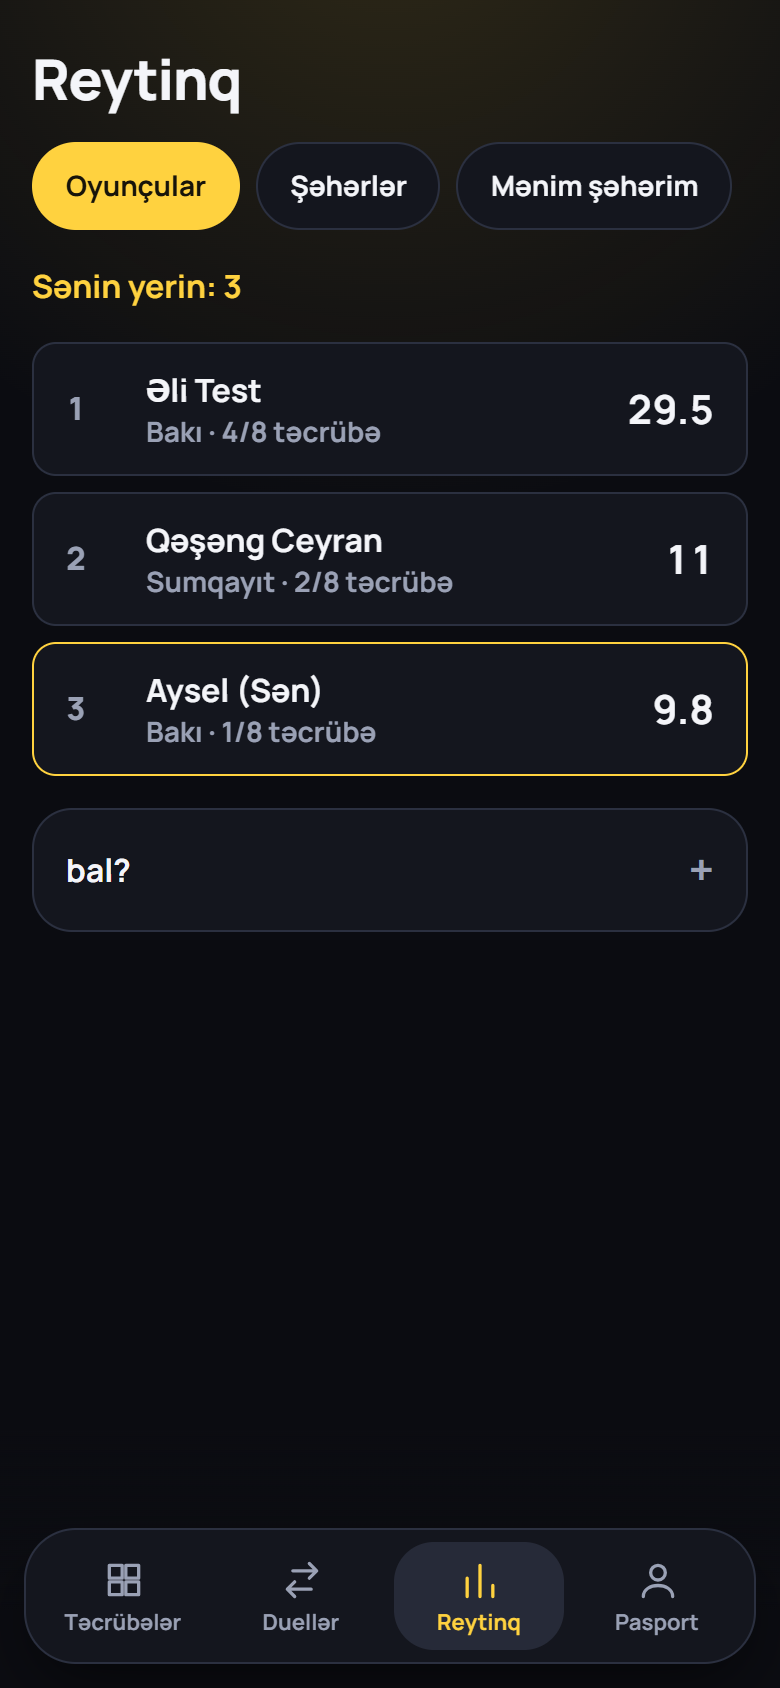 Reytinq
Oyunçular
Şəhərlər
Mənim şəhərim
Sənin yerin: 3
1
Əli Test
Bakı · 4/8 təcrübə
29.5
2
Qəşəng Ceyran
Sumqayıt · 2/8 təcrübə
11
3
Aysel (Sən)
Bakı · 1/8 təcrübə
9.8
bal?
+
Təcrübələr
Duellər
Reytinq
Pasport